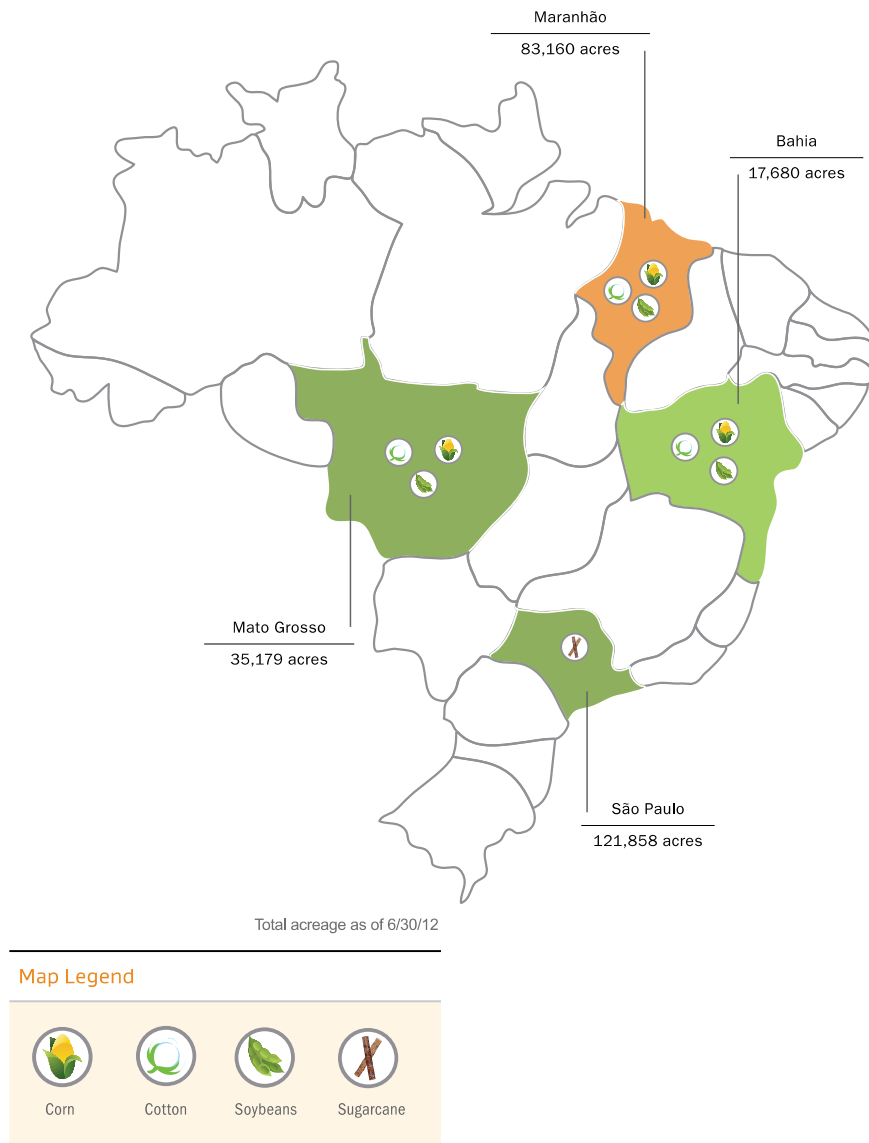 Maranhão
83,160 acres
Bahia
17,680 acres
Mato Grosso
35,179 acres
São Paulo
121,858 acres
Total acreage as of 6/30/12
Map Legend
Corn
Cotton
Soybeans
Sugarcane